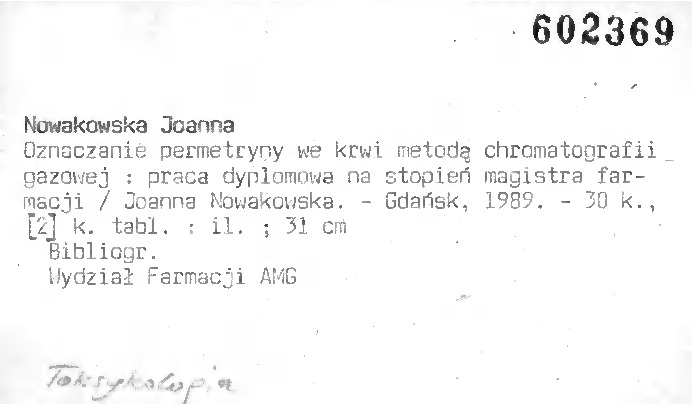 602369
Nowakowska Joanna
Oznaczanie permetryny we krwi metodą chromatografii
gazowej : praca dyplomowa na stopień magistra far-
macji / Joanna Nowakowska. - Gdańsk, 1989. - 30 k.,
[2] k. tabl. : il. ; 31 cm
Bibliogr.
Wydział Farmacji AMG
Toksykologia